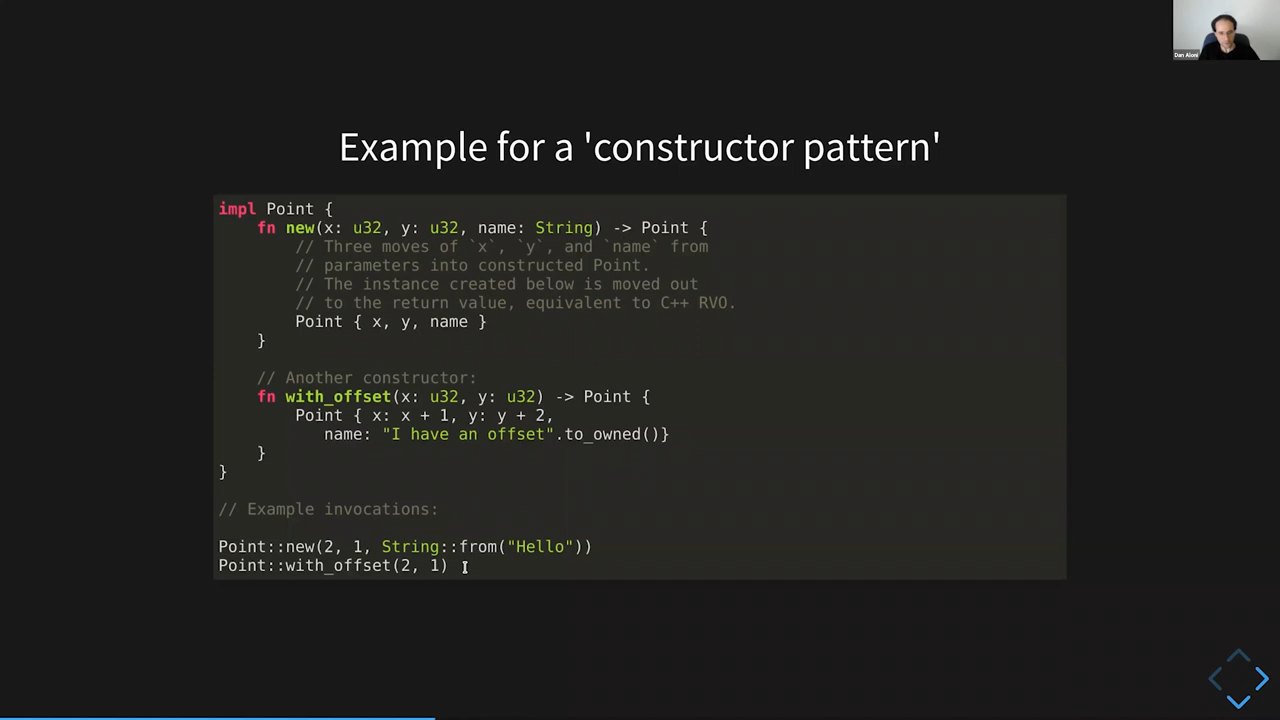 Dan Aloni
Example for a 'constructor pattern'
impl Point {
    fn new(x: u32, y: u32, name: String) -> Point {
        // Three moves of `x`, `y`, and `name` from
        // parameters into constructed Point.
        // The instance created below is moved out
        // to the return value, equivalent to C++ RVO.
        Point { x, y, name }
    }
    // Another constructor:
    fn with_offset(x: u32, y: u32) -> Point {
        Point { x: x + 1, y: y + 2,
           name: "I have an offset".to_owned()}
    }
}
// Example invocations:
Point::new(2, 1, String::from("Hello"))
Point::with_offset(2, 1)